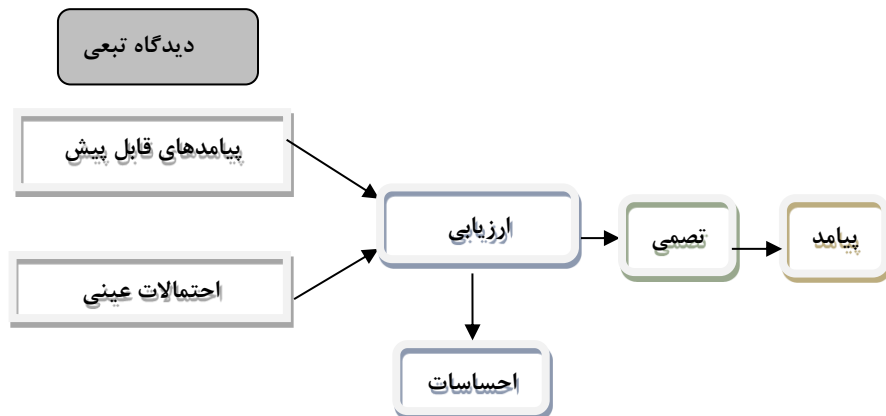 دیدگاه تبعی
پیامدهای قابل پیش
احتمالات عینی
ارزیابی
تصمی
پیامد
احساسات